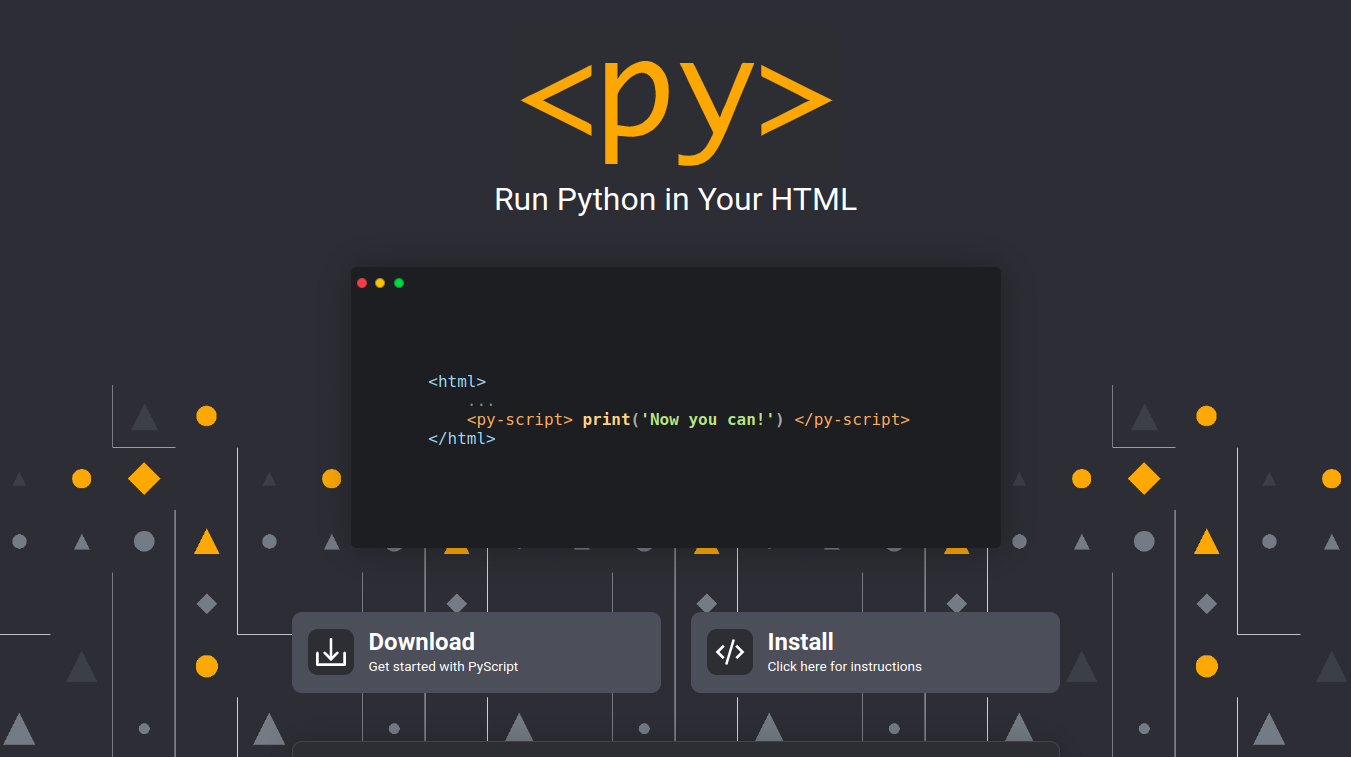 <py>
Run Python in Your HTML
<html>
...
<py-script> print('Now you can!') </py-script>
</html>
Download
Get started with PyScript
</>
Install
Click here for instructions